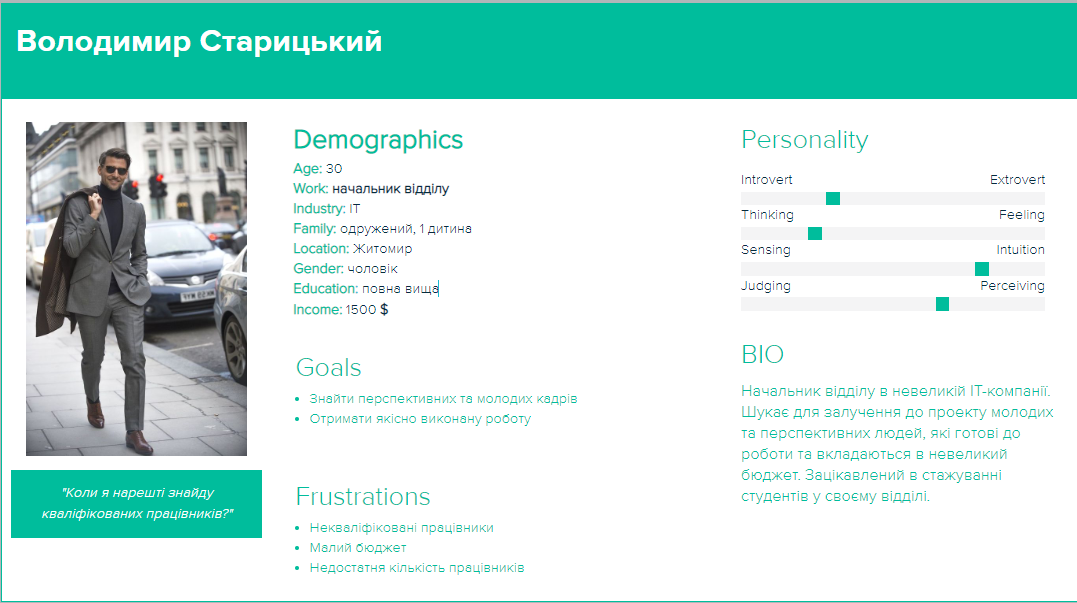 Володимир Старицький
"Коли я нарешті знайду
кваліфікованих працівників?"
Demographics
Age: 30
Work: начальник відділу
Industry: IT
Family: одружений, 1 дитина
Location: Житомир
Gender: чоловік
Education: повна вища
Income: 1500 $
Goals
• Знайти перспективних та молодих кадрів
• Отримати якісно виконану роботу
Frustrations
• Некваліфіковані працівники
• Малий бюджет
• Недостатня кількість працівників
Personality
Introvert Extrovert
Thinking Feeling
Sensing Intuition
Judging Perceiving
BIO
Начальник відділу в невеликій ІТ-компанії.
Шукає для залучення до проекту молодих
та перспективних людей, які готові до
роботи та вкладаються в невеликий
бюджет. Зацікавлений в стажуванні
студентів у своєму відділі.